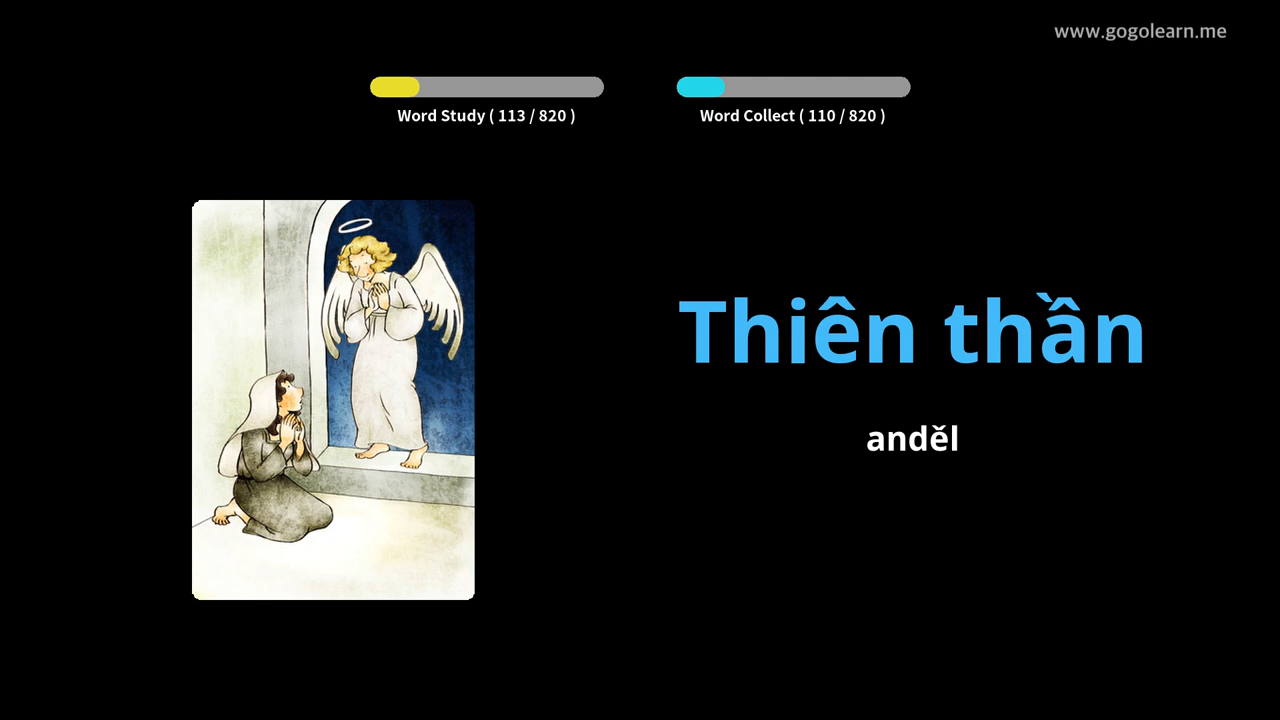 www.gogolearn.me
Word Study ( 113 / 820 )
Word Collect ( 110 / 820 )
Thiên thần
anděl